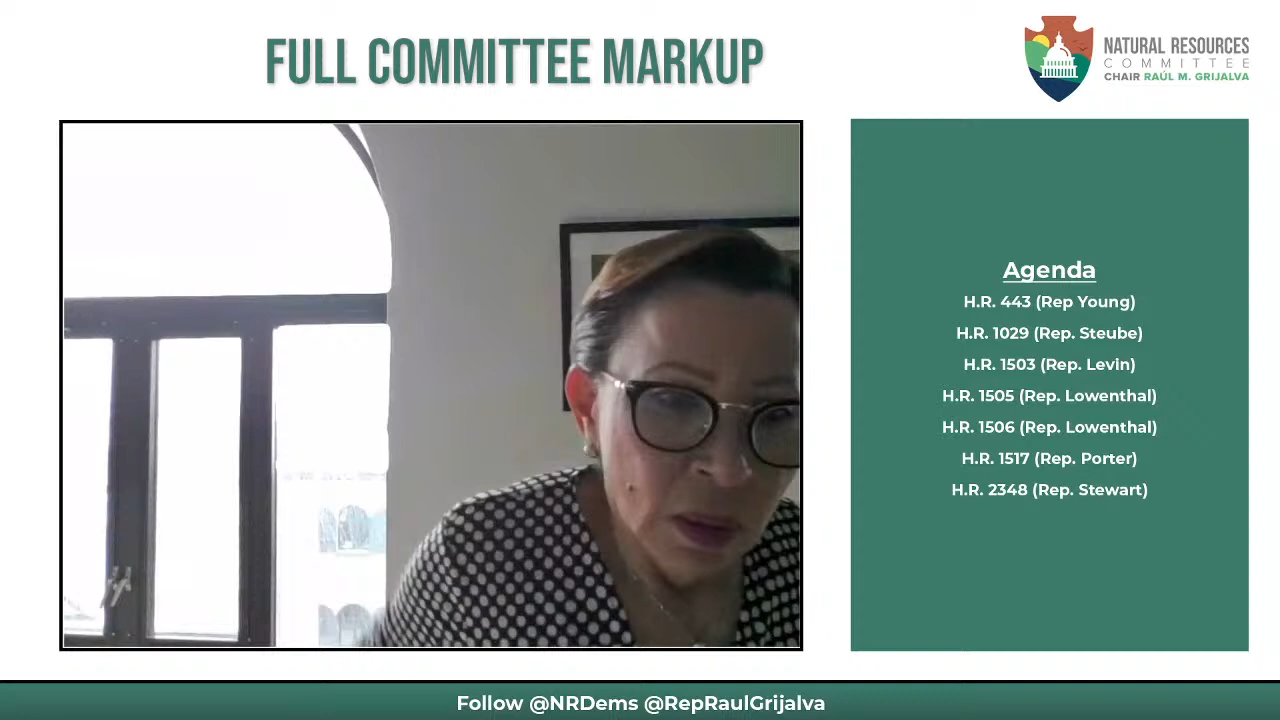 FULL COMMITTEE MARKUP
NATURAL RESOURCES
COMMITTEE
CHAIR RAÚL M. GRIJALVA
Agenda
H.R. 443 (Rep Young)
H.R. 1029 (Rep. Steube)
H.R. 1503 (Rep. Levin)
H.R. 1505 (Rep. Lowenthal)
H.R. 1506 (Rep. Lowenthal)
H.R. 1517 (Rep. Porter)
H.R. 2348 (Rep. Stewart)
Follow @NRDems @RepRaulGrijalva